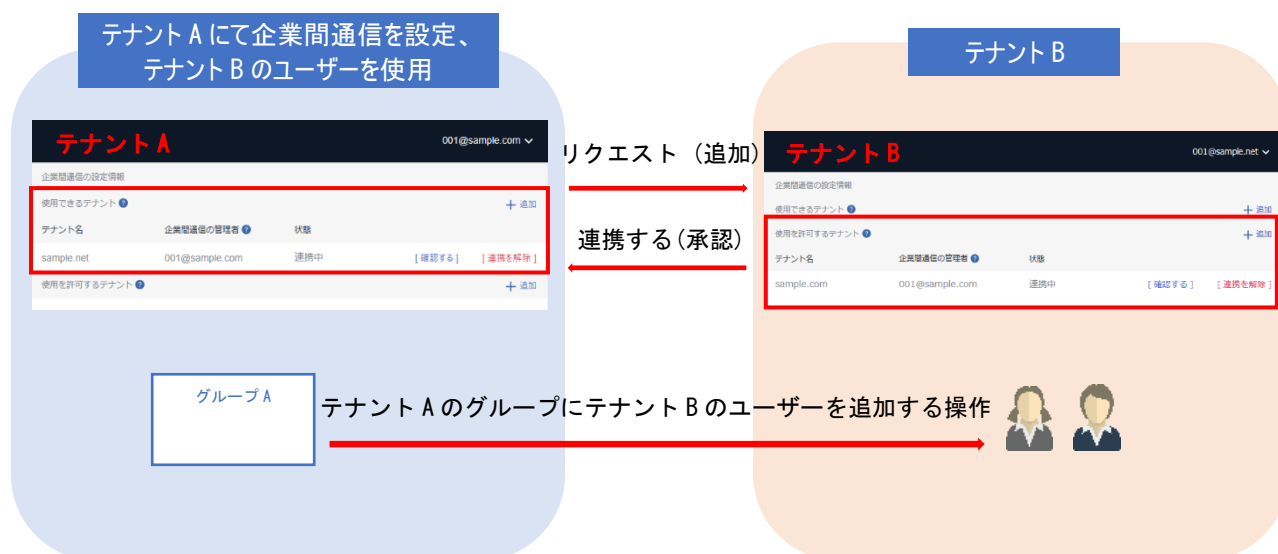 テナントAにて企業間通信を設定、
テナントBのユーザーを使用
テナントB
テナントA
001@sample.com
企業間通信の設定情報
使用できるテナント ?
+ 追加
テナント名 企業間通信の管理者 ? 状態
sample.net 001@sample.com 連携中 [ 確認する ] [ 連携を解除 ]
使用を許可するテナント ?
+ 追加
リクエスト（追加）
連携する(承認)
テナントB
001@sample.net
企業間通信の設定情報
使用できるテナント ?
+ 追加
使用を許可するテナント ?
+ 追加
テナント名 企業間通信の管理者 ? 状態
sample.com 001@sample.com 連携中 [ 確認する ] [ 連携を解除 ]
グループA
テナントAのグループにテナントBのユーザーを追加する操作